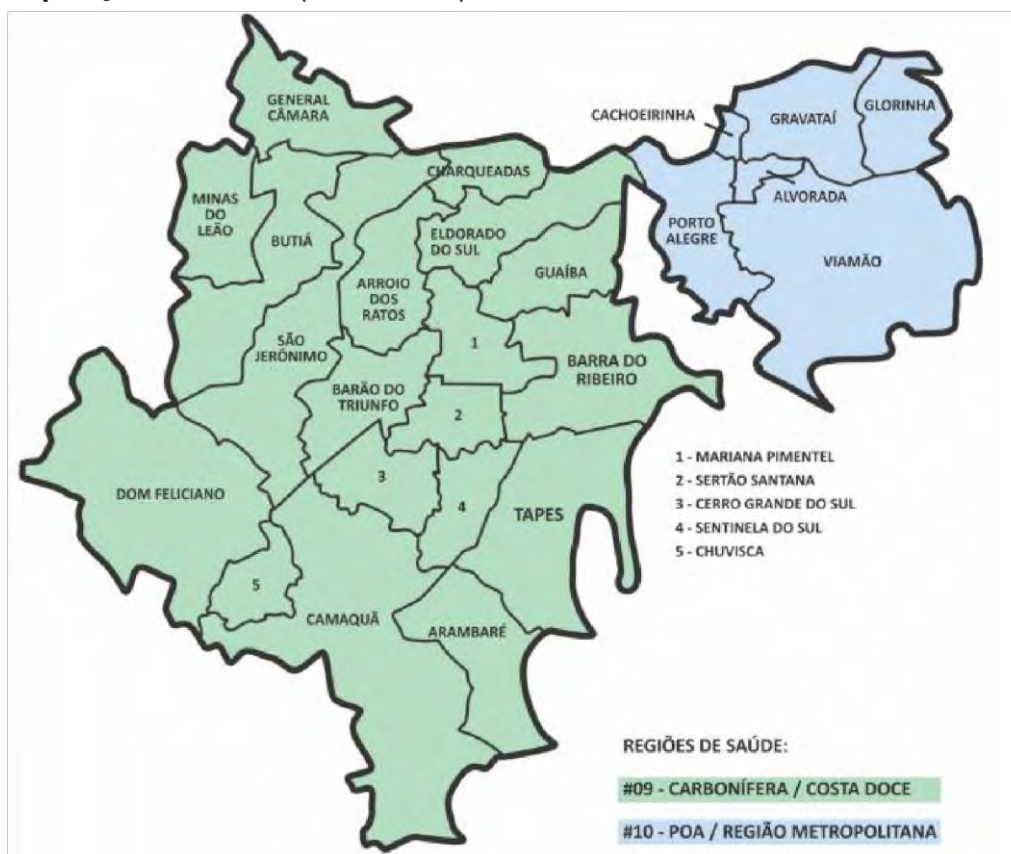 GENERAL
CÂMARA
CACHOEIRINHA
GRAVATAÍ
GLORINHA
CHARQUEADAS
MINAS
DO
LEÃO
BUTIÁ
ELDORADO
DO SUL
PORTO
ALEGRE
ALVORADA
VIAMÃO
GUAÍBA
ARROIO
DOS
RATOS
SÃO
JERÔNIMO
1
BARRA DO
RIBEIRO
BARÃO DO
TRIUNFO
2
3
4
DOM FELICIANO
TAPES
5
CAMAQUÃ
ARAMBARÉ
1 - MARIANA PIMENTEL
2 - SERTÃO SANTANA
3 - CERRO GRANDE DO SUL
4 - SENTINELA DO SUL
5 - CHUVISCA
REGIÕES DE SAÚDE:
#09 - CARBONÍFERA / COSTA DOCE
#10 - POA / REGIÃO METROPOLITANA